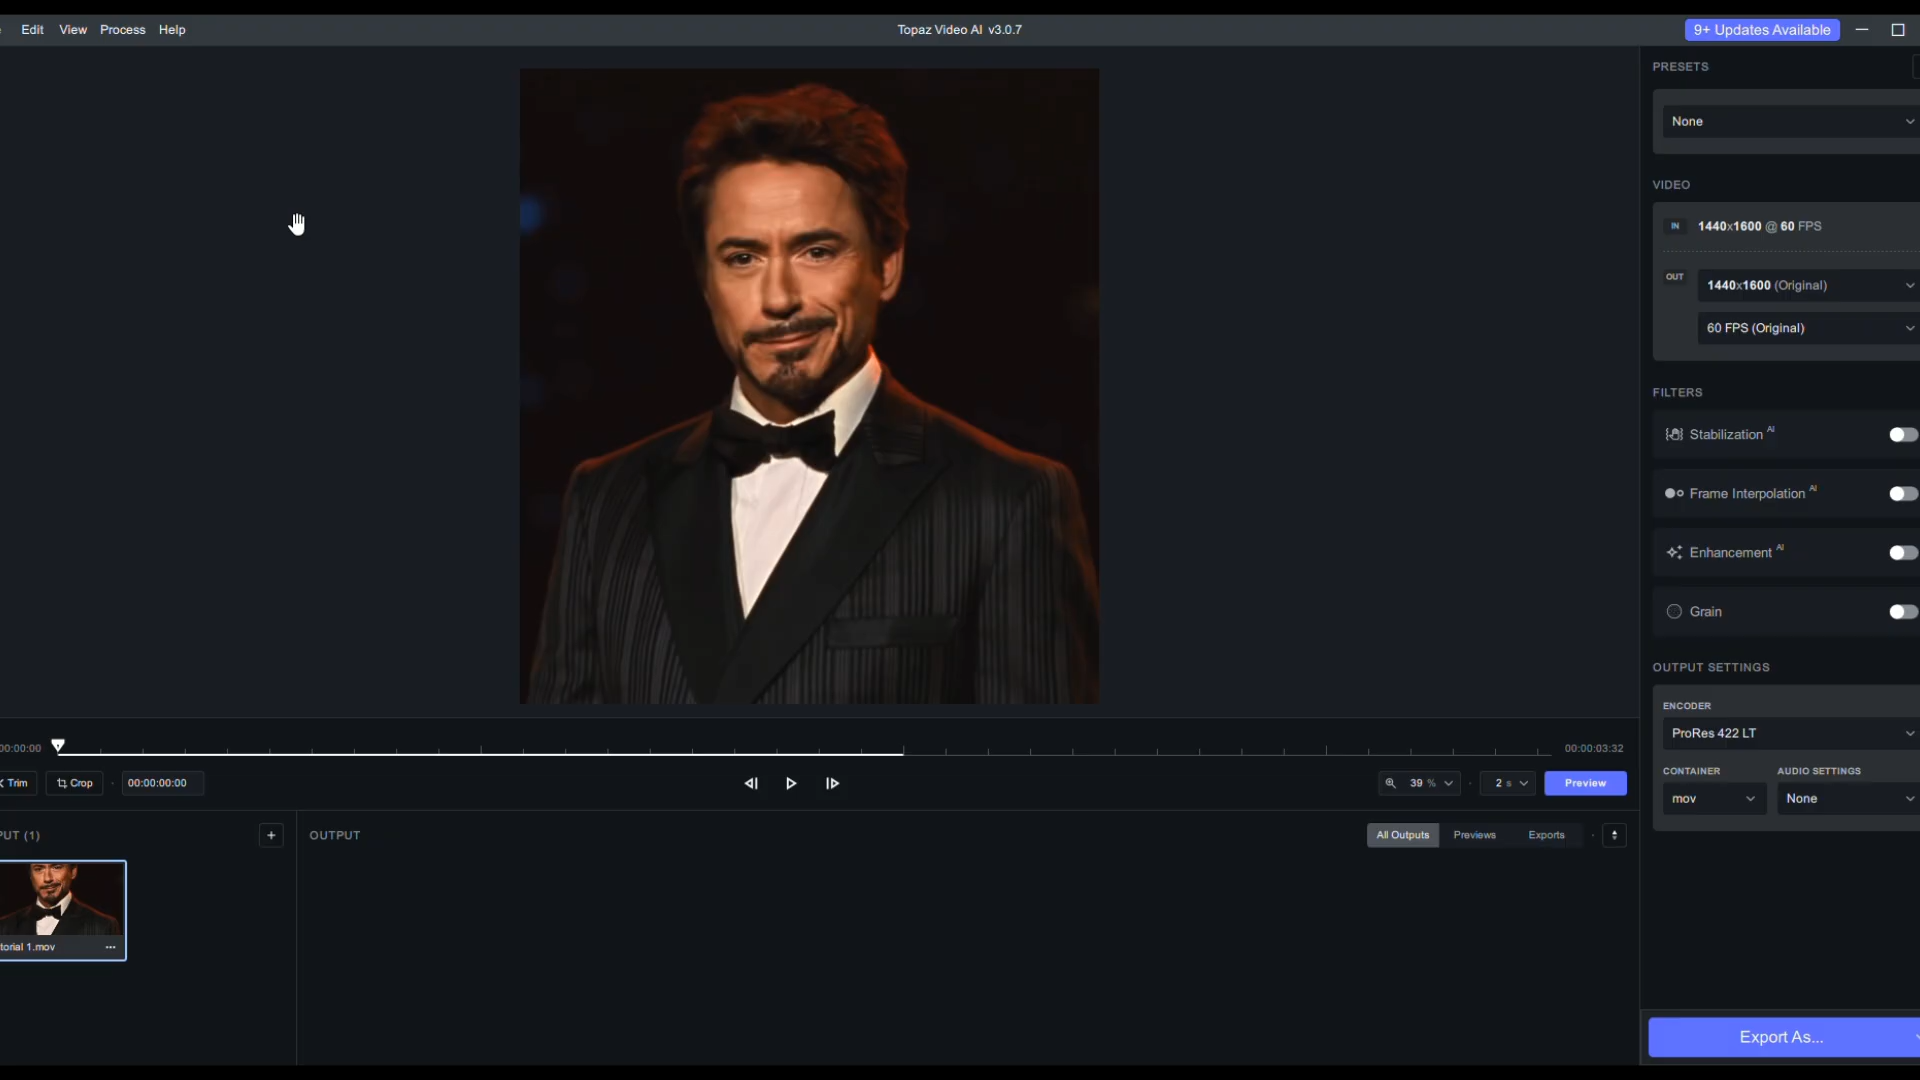 Edit View Process Help
Topaz Video AI v3.0.7
9+ Updates Available
PRESETS
None
VIDEO
IN 1440x1600 @ 60 FPS
OUT 1440x1600 (Original)
60 FPS (Original)
FILTERS
Stabilization AI
Frame Interpolation AI
Enhancement AI
Grain
OUTPUT SETTINGS
ENCODER
ProRes 422 LT
CONTAINER AUDIO SETTINGS
mov None
Export As...
00:00:00 00:00:03:32
Trim Crop 00:00:00:00 39 % 2 s Preview
PUT (1) OUTPUT All Outputs Previews Exports
torial 1.mov